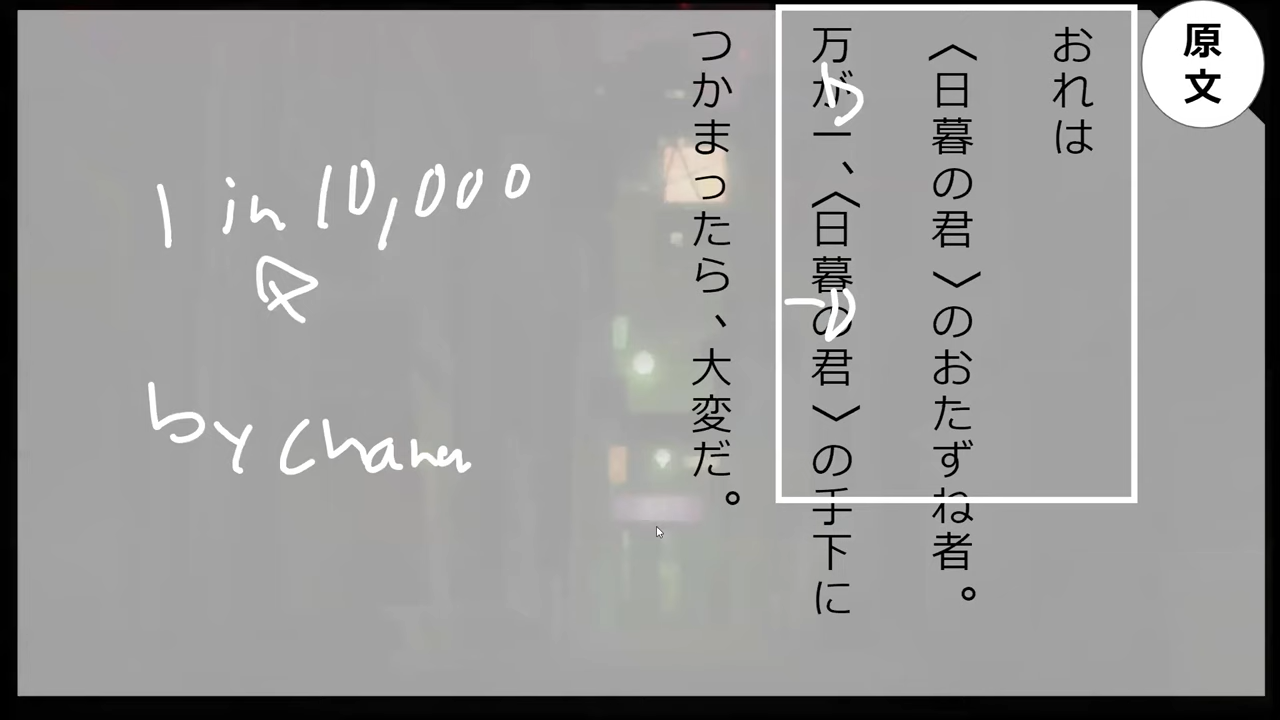 原文
おれは
〈日暮の君〉のおたずね者。
万が一、〈日暮の君〉の手下に
つかまったら、大変だ。
1 in 10,000
by